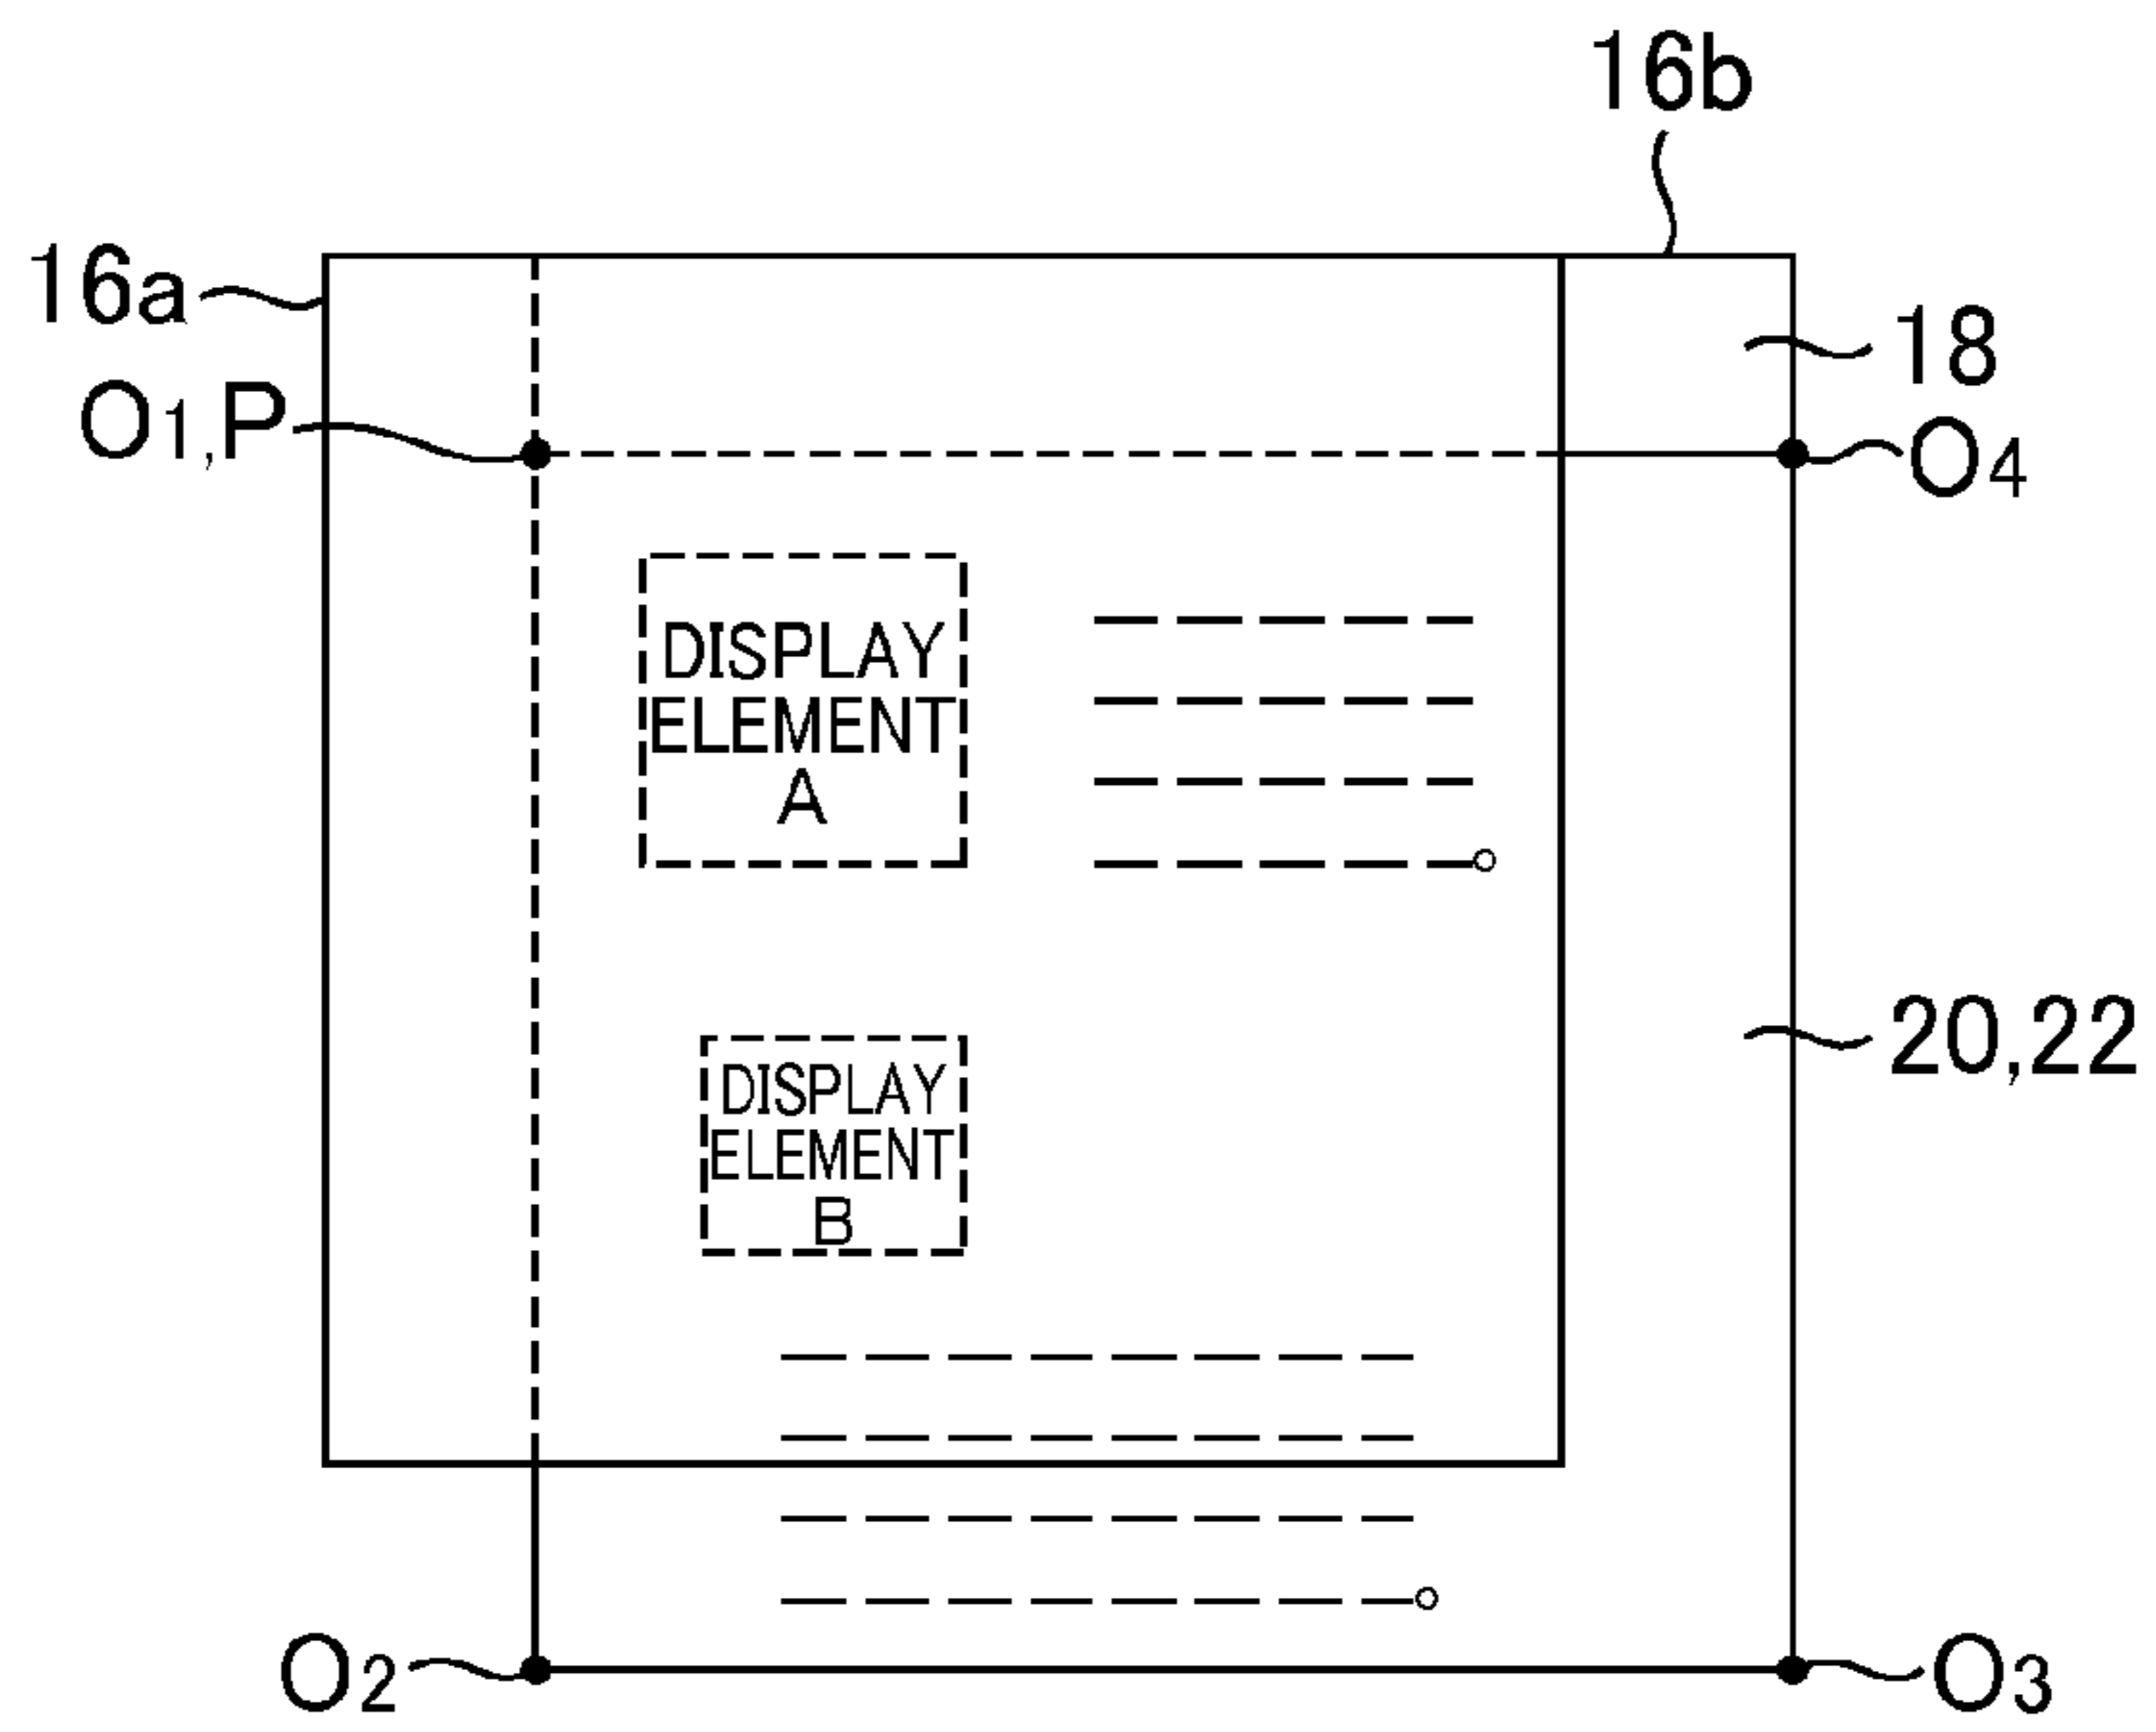 16b
16a
18
O1,P
O4
DISPLAY
ELEMENT
A
20,22
DISPLAY
ELEMENT
B
O2
O3